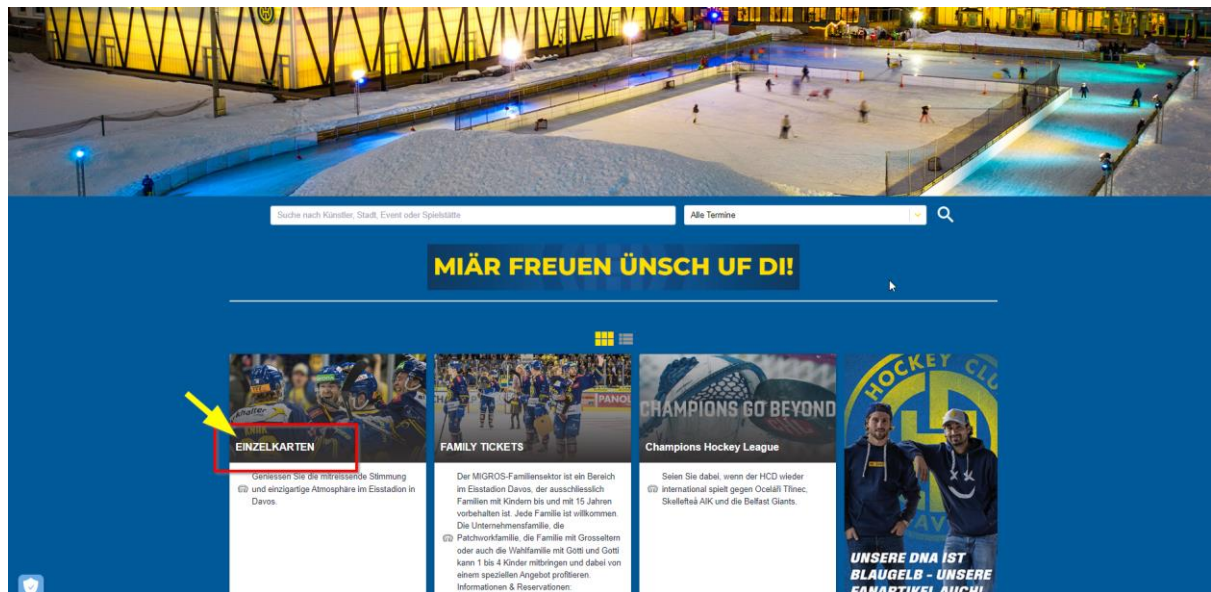 Suche nach Künstler, Stadt, Event oder Spielstätte
Alle Termine
MIÄR FREUEN ÜNSCH UF DI!
EINZELKARTEN
Geniessen Sie die mitreissende Stimmung
und einzigartige Atmosphäre im Eisstadion in
Davos.
PANO
FAMILY TICKETS
Der MIGROS-Familiensektor ist ein Bereich
im Eisstadion Davos, der ausschliesslich
Familien mit Kindern bis und mit 15 Jahren
vorbehalten ist. Jede Familie ist willkommen.
Die Unternehmensfamilie, die
Patchworkfamilie, die Familie mit Grosseltern
oder auch die Wahlfamilie mit Götti und Gotti
kann 1 bis 4 Kinder mitbringen und dabei von
einem speziellen Angebot profitieren.
Informationen & Reservationen:
CHAMPIONS GO BEYOND
Champions Hockey League
Seien Sie dabei, wenn der HCD wieder
international spielt gegen Oceláři Třinec,
Skellefteå AIK und die Belfast Giants.
HOCKEY CLU
DAV
UNSERE DNA IST
BLAUGELB - UNSERE
FANARTIKEL AUCH!